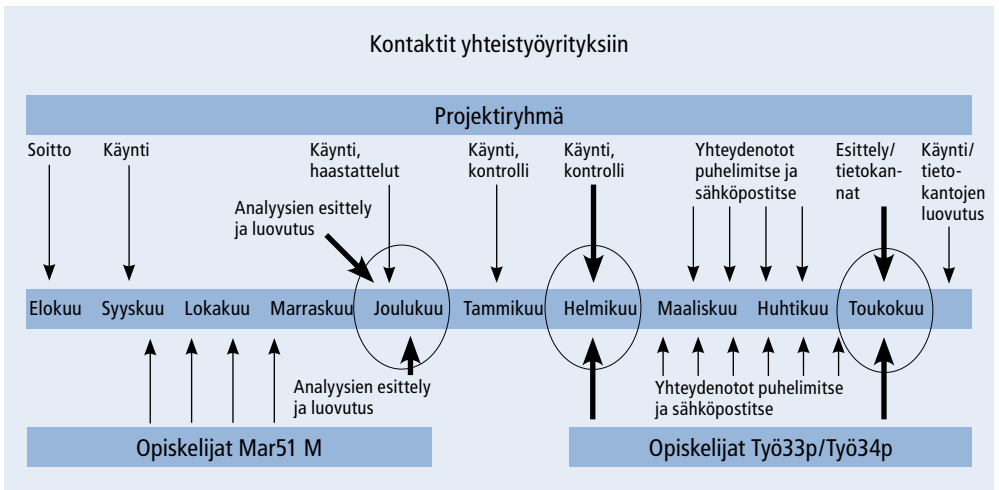 Kontaktit yhteistyöyrityksiin
Projektiryhmä
Soitto
Käynti
Käynti,
haastattelut
Käynti,
kontrolli
Käynti,
kontrolli
Yhteydenotot
puhelimitse ja
sähköpostitse
Esittely/
tietokan-
nat
Käynti/
tieto-
kantojen
luovutus
Analyysien esittely
ja luovutus
Elokuu
Syyskuu
Lokakuu
Marraskuu
Joulukuu
Tammikuu
Helmikuu
Maaliskuu
Huhtikuu
Toukokuu
Analyysien esittely
ja luovutus
Yhteydenotot puhelimitse
ja sähköpostitse
Opiskelijat Mar51 M
Opiskelijat Työ33p/Työ34p